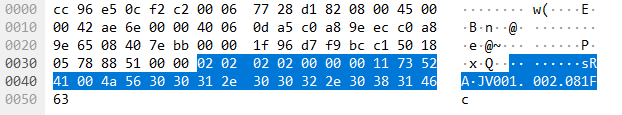 0000 cc 96 e5 0c f2 c2 00 06 77 28 d1 82 08 00 45 00 ········w(····E·
0010 00 42 ae 6e 00 00 40 06 0d a5 c0 a8 9e ec c0 a8 ·B·n··@·········
0020 9e 65 08 40 7e bb 00 00 1f 96 d7 f9 bc c1 50 18 ·e·@~·········P·
0030 05 78 88 51 00 00 02 02 02 02 00 00 00 11 73 52 ·x·Q··········sR
0040 41 00 4a 56 30 30 31 2e 30 30 32 2e 30 38 31 46 A·JV001.002.081F
0050 63 c